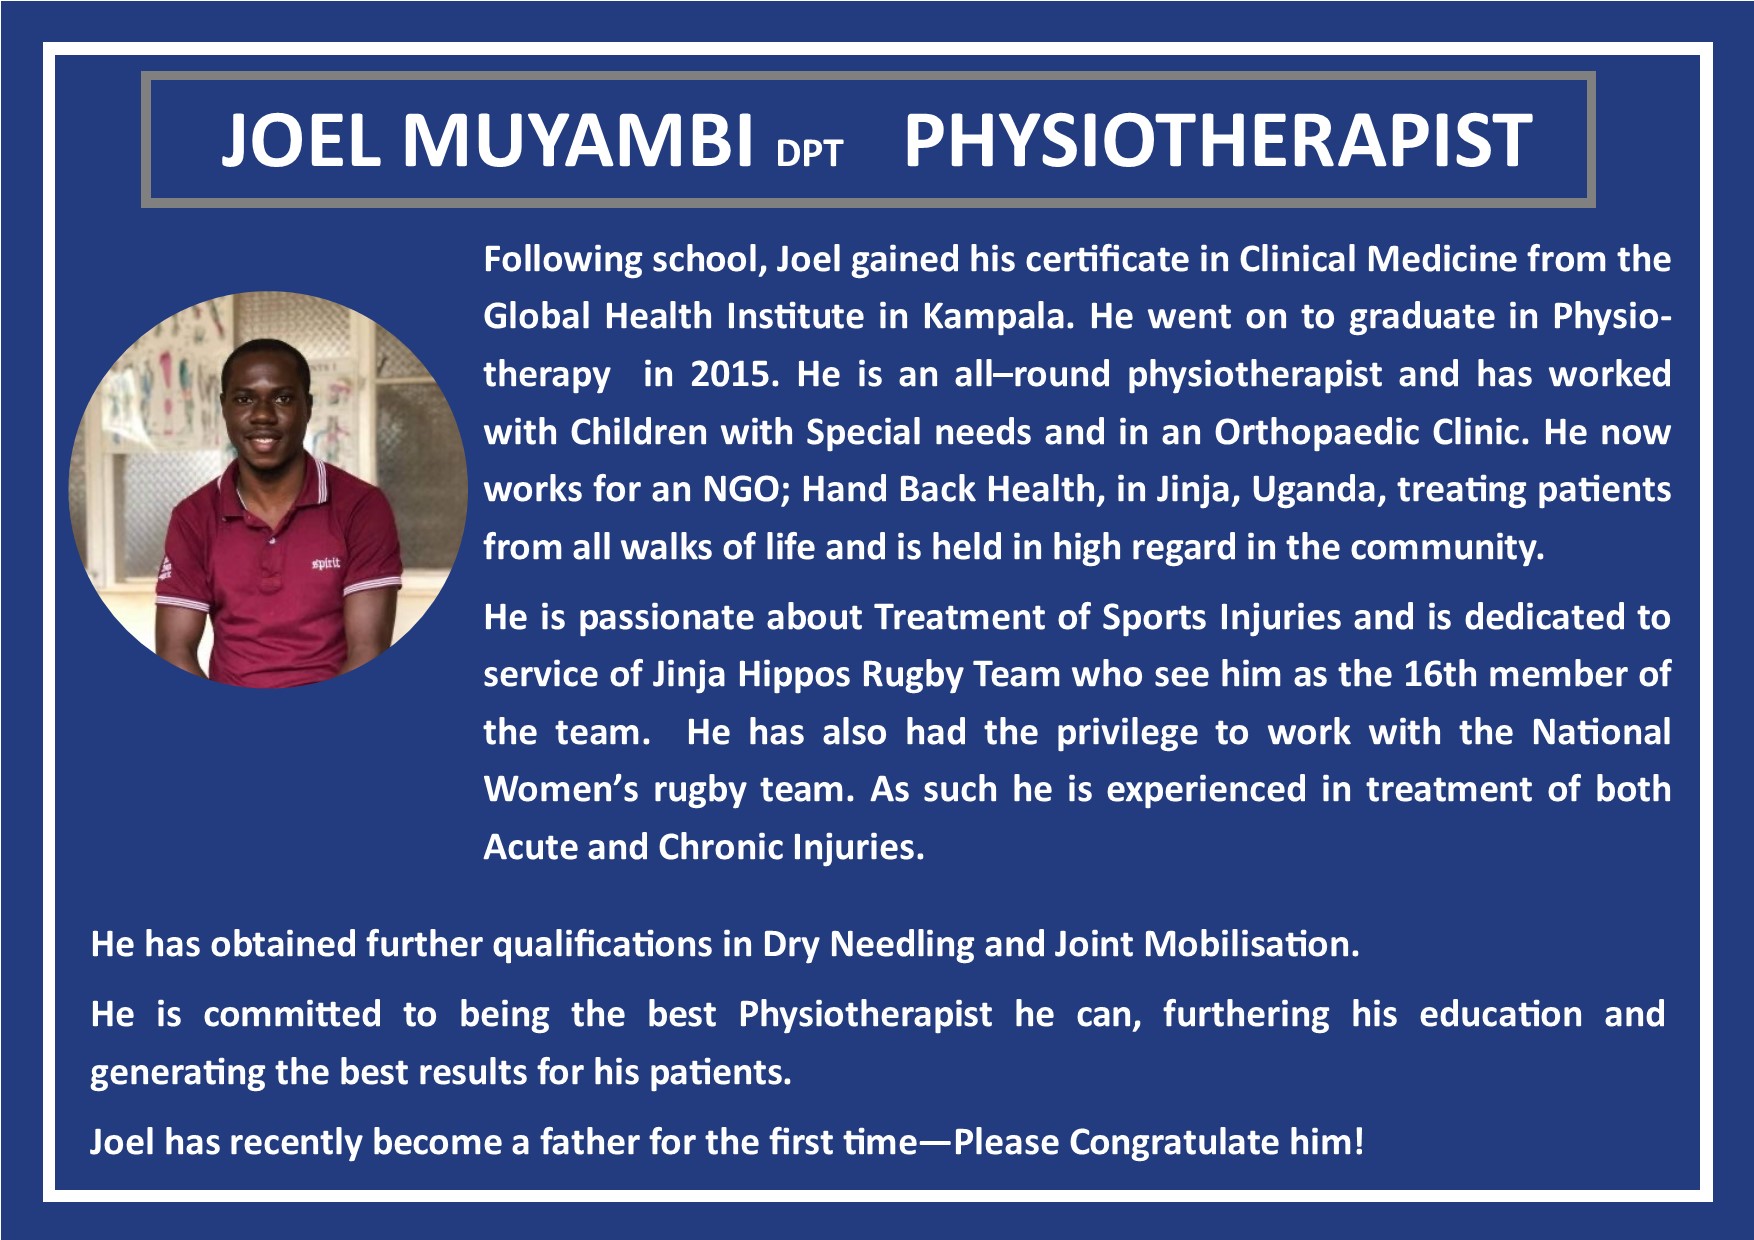 JOEL MUYAMBI DPT PHYSIOTHERAPIST
Following school, Joel gained his certificate in Clinical Medicine from the
Global Health Institute in Kampala. He went on to graduate in Physio-
therapy in 2015. He is an all–round physiotherapist and has worked
with Children with Special needs and in an Orthopaedic Clinic. He now
works for an NGO; Hand Back Health, in Jinja, Uganda, treating patients
from all walks of life and is held in high regard in the community.
He is passionate about Treatment of Sports Injuries and is dedicated to
service of Jinja Hippos Rugby Team who see him as the 16th member of
the team. He has also had the privilege to work with the National
Women’s rugby team. As such he is experienced in treatment of both
Acute and Chronic Injuries.
spirit
He has obtained further qualifications in Dry Needling and Joint Mobilisation.
He is committed to being the best Physiotherapist he can, furthering his education and
generating the best results for his patients.
Joel has recently become a father for the first time—Please Congratulate him!